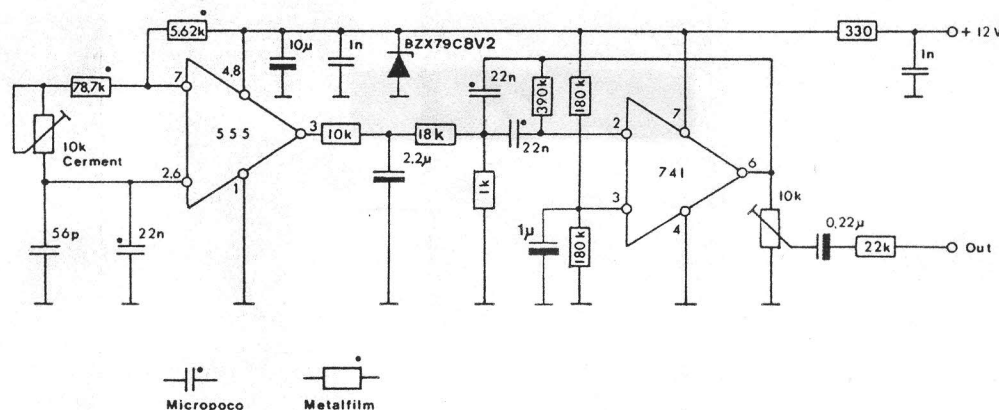 5,62k
78,7k
10k
Cerment
56p
22n
7
4,8
555
3
2,6
1
10µ
1n
BZX79C8V2
10k
18k
2,2µ
22n
22n
1k
390k
180k
180k
1µ
2
3
7
741
6
4
10k
0,22µ
22k
Out
330
1n
+ 12V
Micropoco
Metalfilm